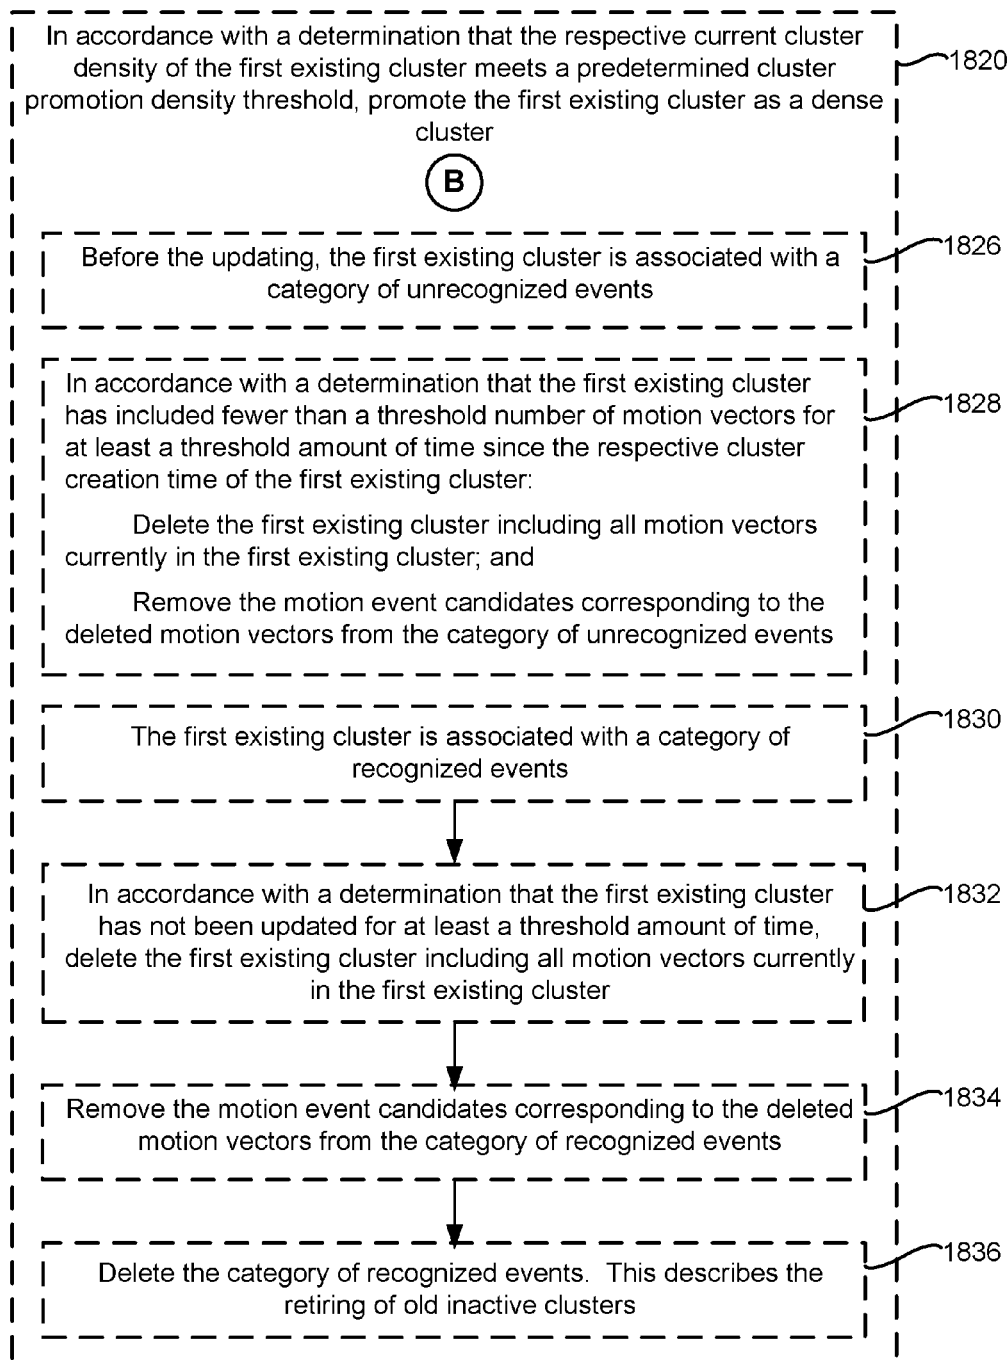 In accordance with a determination that the respective current cluster
density of the first existing cluster meets a predetermined cluster
promotion density threshold, promote the first existing cluster as a dense
cluster
1820
B
Before the updating, the first existing cluster is associated with a
category of unrecognized events
1826
In accordance with a determination that the first existing cluster
has included fewer than a threshold number of motion vectors for
at least a threshold amount of time since the respective cluster
creation time of the first existing cluster:
Delete the first existing cluster including all motion vectors
currently in the first existing cluster; and
Remove the motion event candidates corresponding to the
deleted motion vectors from the category of unrecognized events
1828
The first existing cluster is associated with a category of
recognized events
1830
In accordance with a determination that the first existing cluster
has not been updated for at least a threshold amount of time,
delete the first existing cluster including all motion vectors currently
in the first existing cluster
1832
Remove the motion event candidates corresponding to the deleted
motion vectors from the category of recognized events
1834
Delete the category of recognized events. This describes the
retiring of old inactive clusters
1836